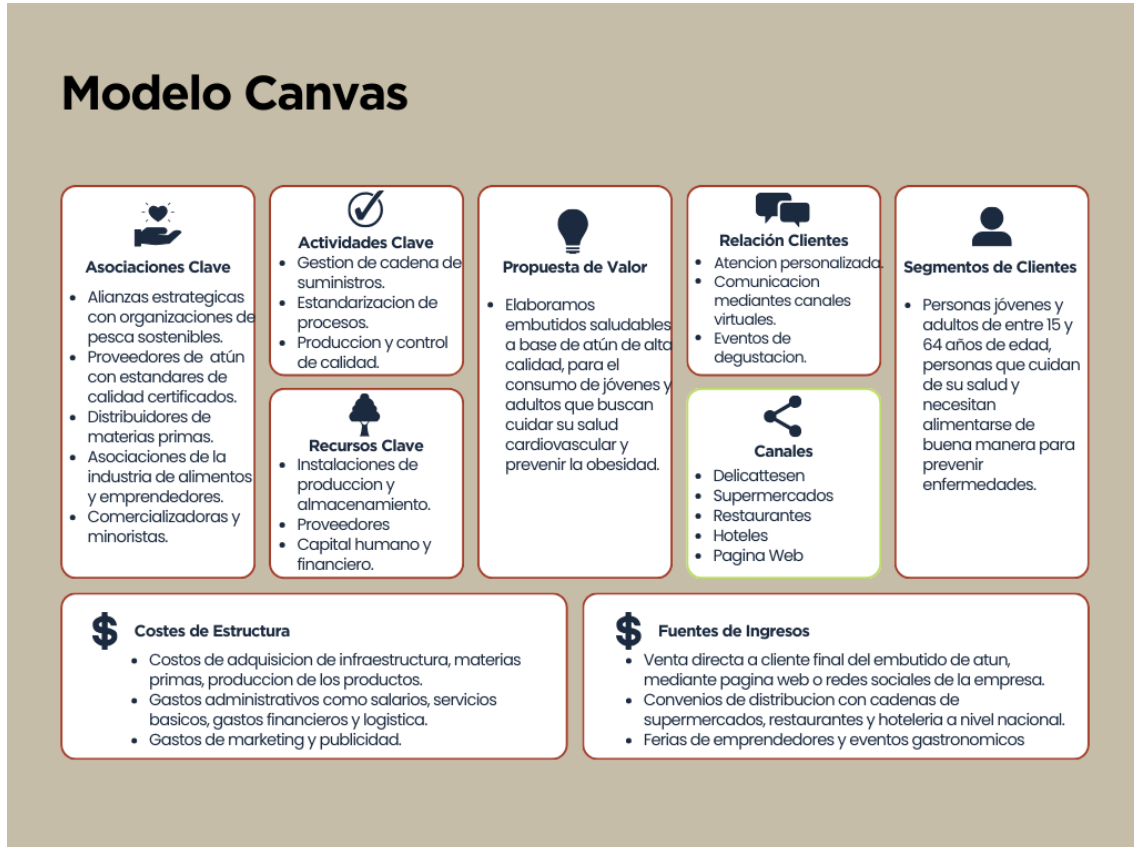 Modelo Canvas
Asociaciones Clave
• Alianzas estrategicas
con organizaciones de
pesca sostenibles.
• Proveedores de atún
con estandares de
calidad certificados.
• Distribuidores de
materias primas.
• Asociaciones de la
industria de alimentos
y emprendedores.
• Comercializadoras y
minoristas.
Actividades Clave
• Gestion de cadena de
suministros.
• Estandarizacion de
procesos.
• Produccion y control
de calidad.
Recursos Clave
• Instalaciones de
produccion y
almacenamiento.
• Proveedores
• Capital humano y
financiero.
Propuesta de Valor
• Elaboramos
embutidos saludables
a base de atún de alta
calidad, para el
consumo de jóvenes y
adultos que buscan
cuidar su salud
cardiovascular y
prevenir la obesidad.
Relación Clientes
• Atencion personalizada.
• Comunicacion
mediantes canales
virtuales.
• Eventos de
degustacion.
Canales
• Delicattesen
• Supermercados
• Restaurantes
• Hoteles
• Pagina Web
Segmentos de Clientes
• Personas jóvenes y
adultos de entre 15 y
64 años de edad,
personas que cuidan
de su salud y
necesitan
alimentarse de
buena manera para
prevenir
enfermedades.
$ Costes de Estructura
• Costos de adquisicion de infraestructura, materias
primas, produccion de los productos.
• Gastos administrativos como salarios, servicios
basicos, gastos financieros y logistica.
• Gastos de marketing y publicidad.
$ Fuentes de Ingresos
• Venta directa a cliente final del embutido de atun,
mediante pagina web o redes sociales de la empresa.
• Convenios de distribucion con cadenas de
supermercados, restaurantes y hoteleria a nivel nacional.
• Ferias de emprendedores y eventos gastronomicos